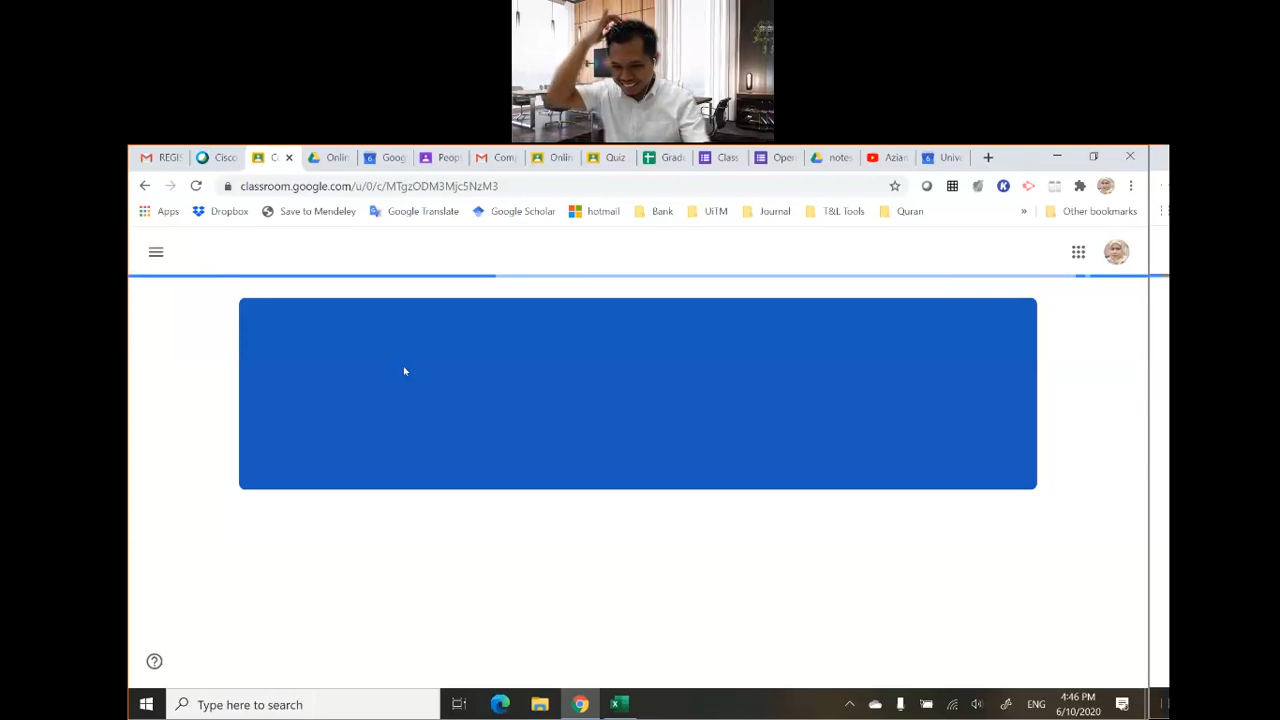 REGI: Cisco C Onlin Goog Peop Com Onlin Quiz Grad Class Oper notes Azian Univ
classroom.google.com/u/0/c/MTgzODM3Mjc5NzM3
Apps Dropbox Save to Mendeley Google Translate Google Scholar hotmail Bank UiTM Journal T&L Tools Quran » Other bookmarks
Type here to search
ENG
4:46 PM
6/10/2020